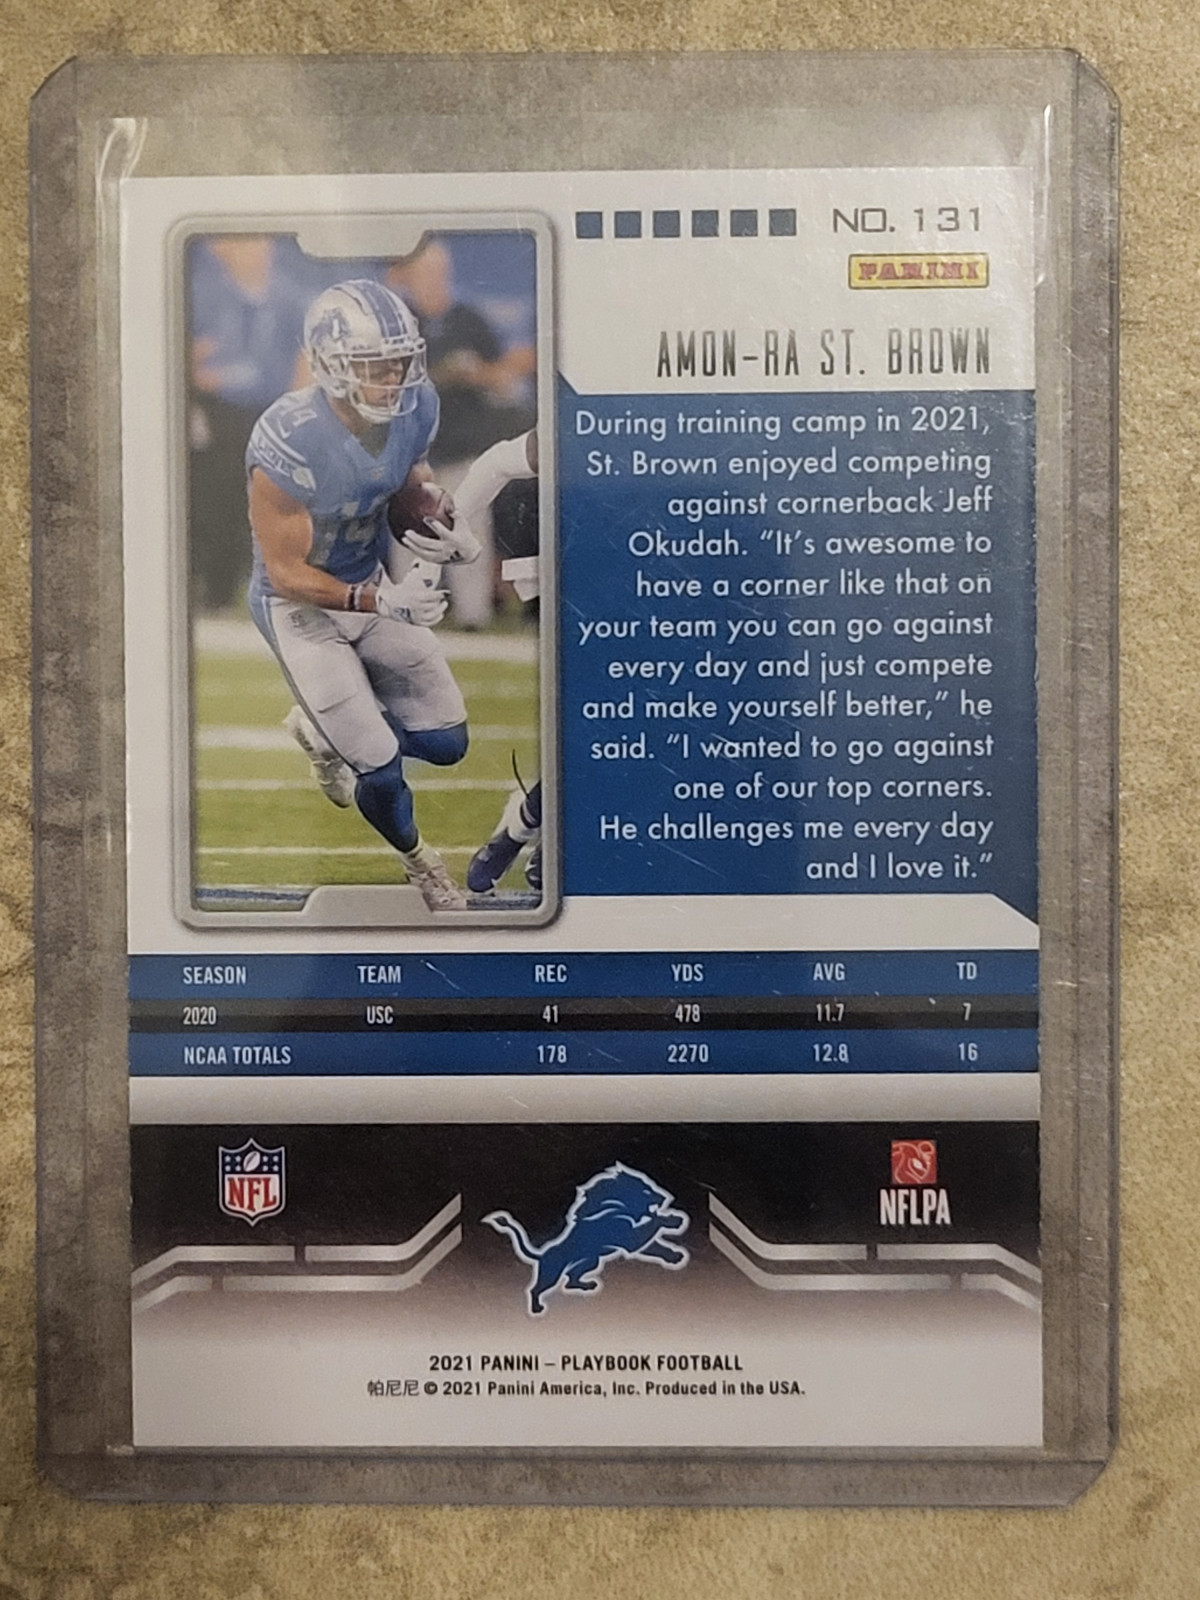 NO. 131
PANINI
AMON-RA ST. BROWN
During training camp in 2021,
St. Brown enjoyed competing
against cornerback Jeff
Okudah. “It’s awesome to
have a corner like that on
your team you can go against
every day and just compete
and make yourself better,” he
said. “I wanted to go against
one of our top corners.
He challenges me every day
and I love it.”
14
14
SEASON TEAM REC YDS AVG TD
2020 USC 41 478 11.7 7
NCAA TOTALS 178 2270 12.8 16
NFL
NFLPA
2021 PANINI – PLAYBOOK FOOTBALL
帕尼尼 © 2021 Panini America, Inc. Produced in the USA.